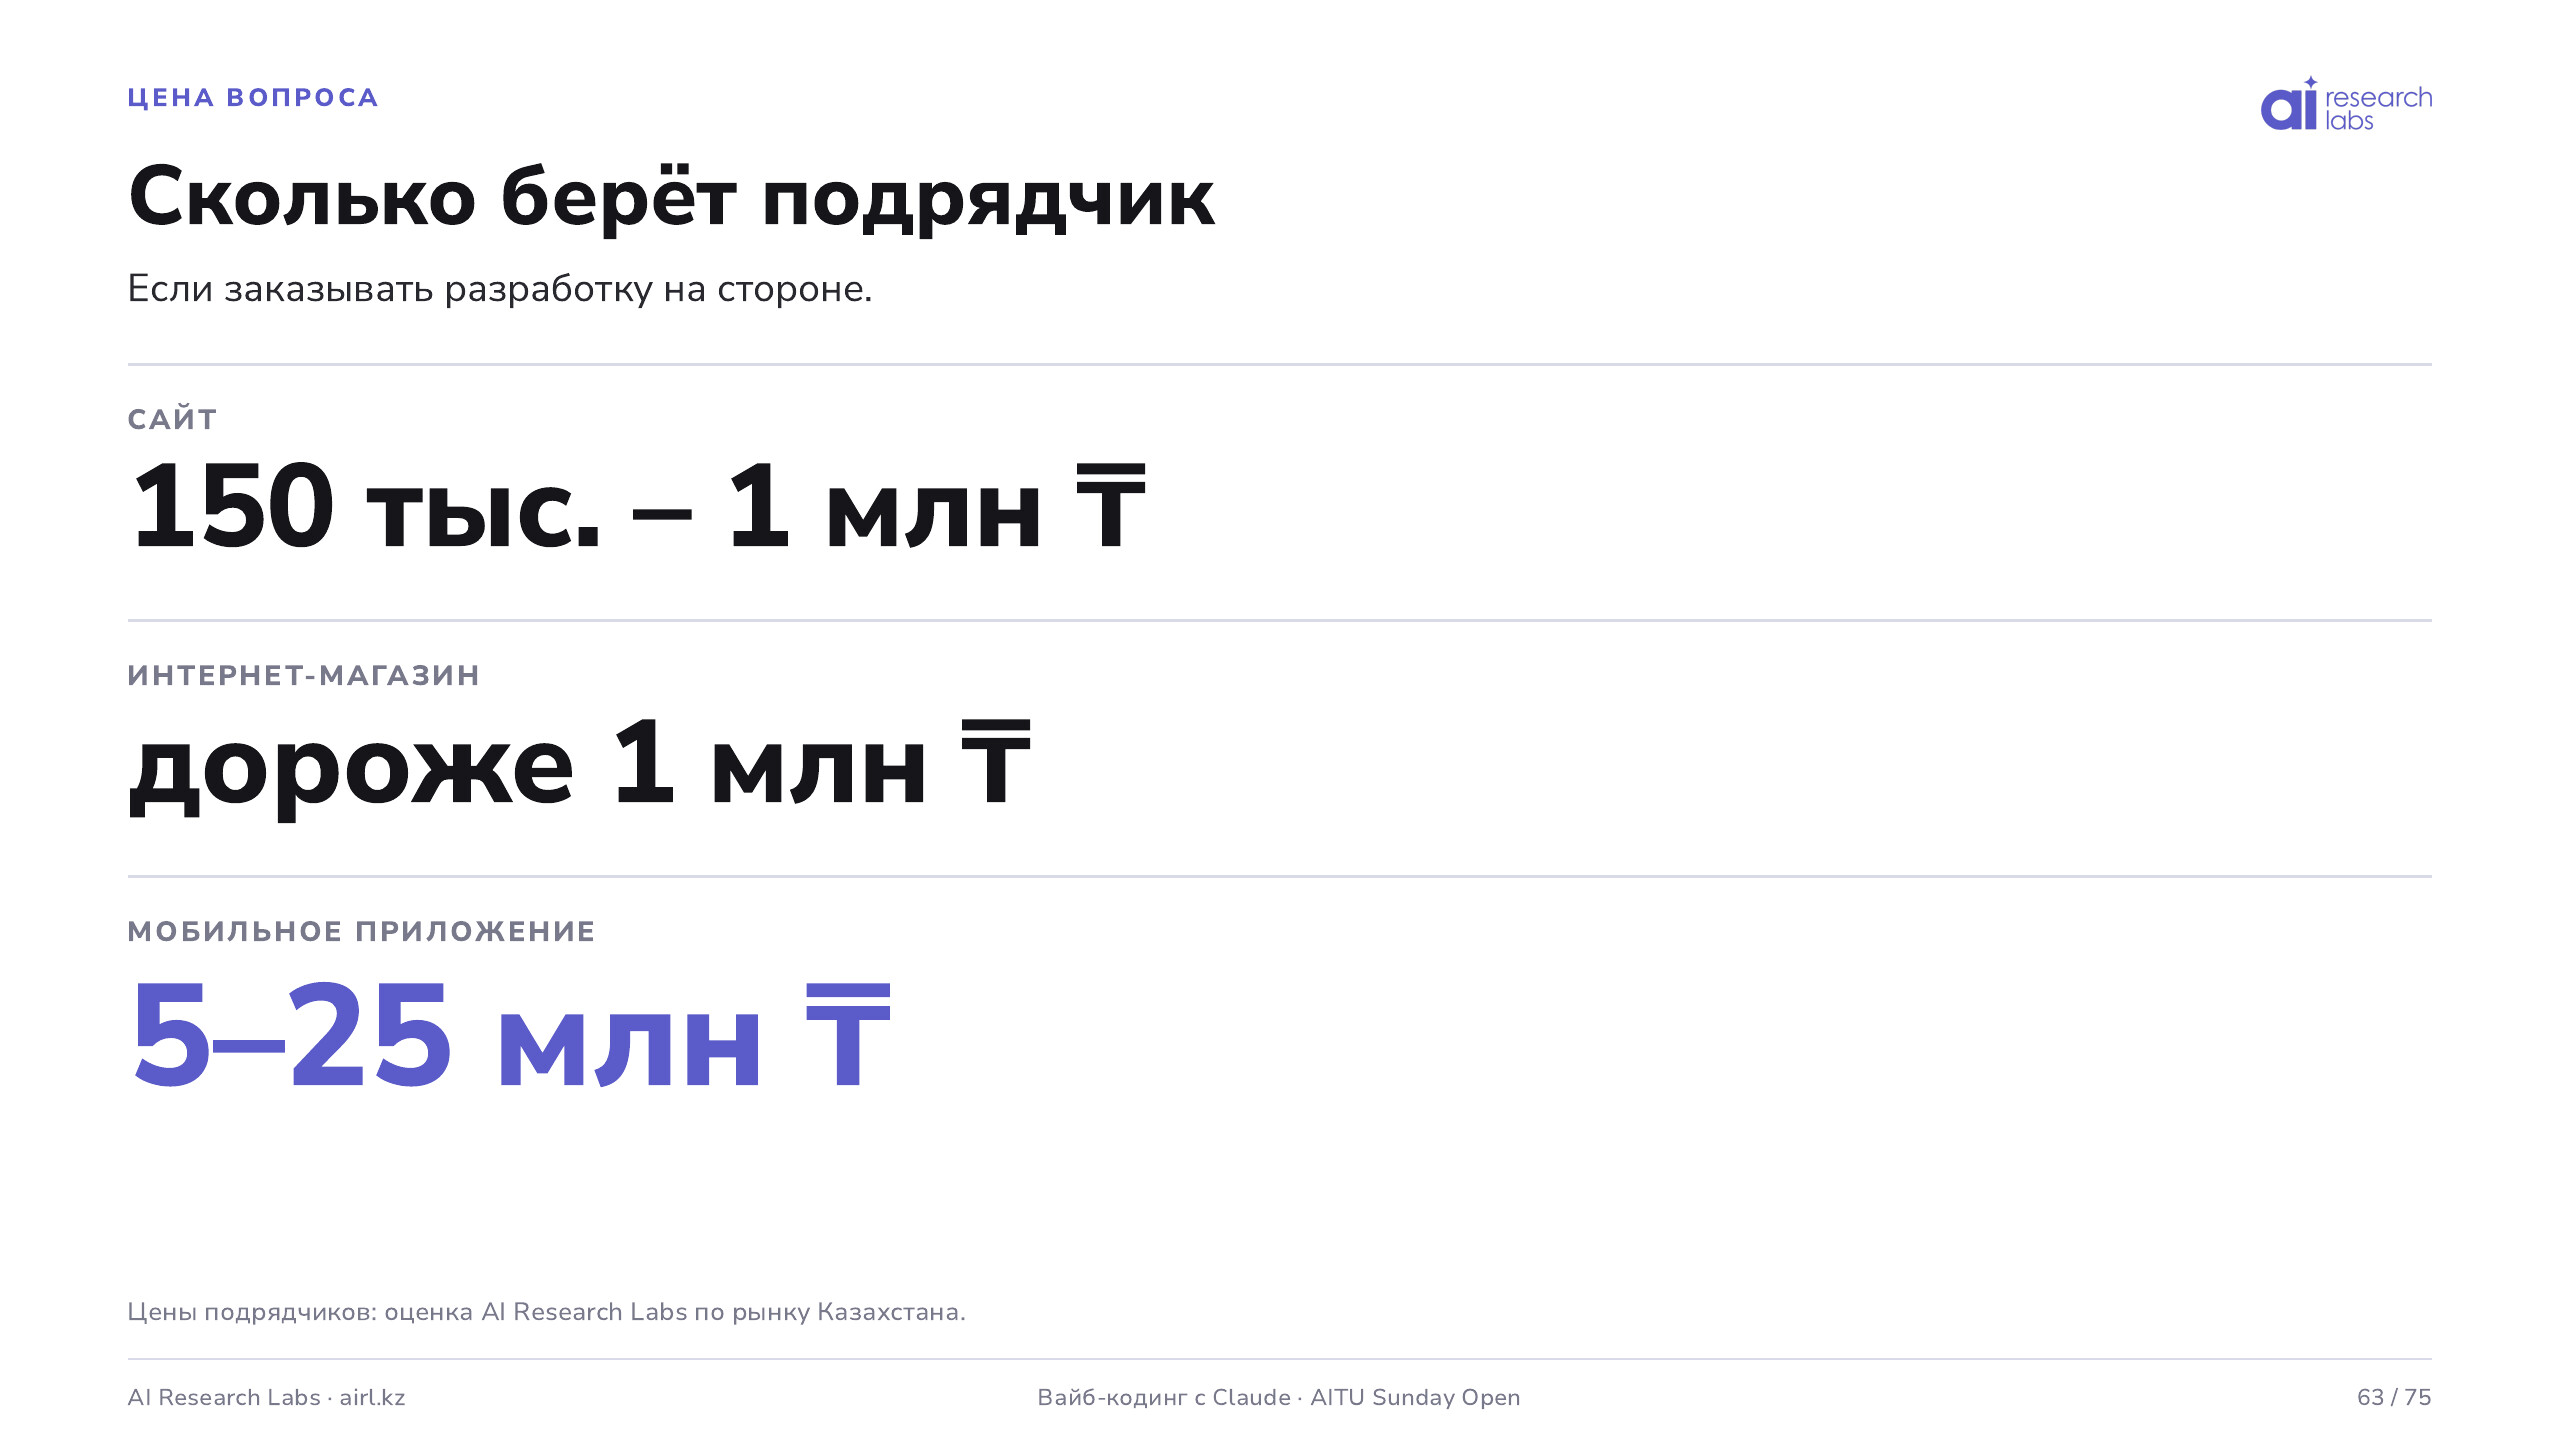 ЦЕНА ВОПРОСА
ai research labs
Сколько берёт подрядчик
Если заказывать разработку на стороне.
САЙТ
150 тыс. – 1 млн ₸
ИНТЕРНЕТ-МАГАЗИН
дороже 1 млн ₸
МОБИЛЬНОЕ ПРИЛОЖЕНИЕ
5–25 млн ₸
Цены подрядчиков: оценка AI Research Labs по рынку Казахстана.
AI Research Labs · airl.kz
Вайб-кодинг с Claude · AITU Sunday Open
63 / 75